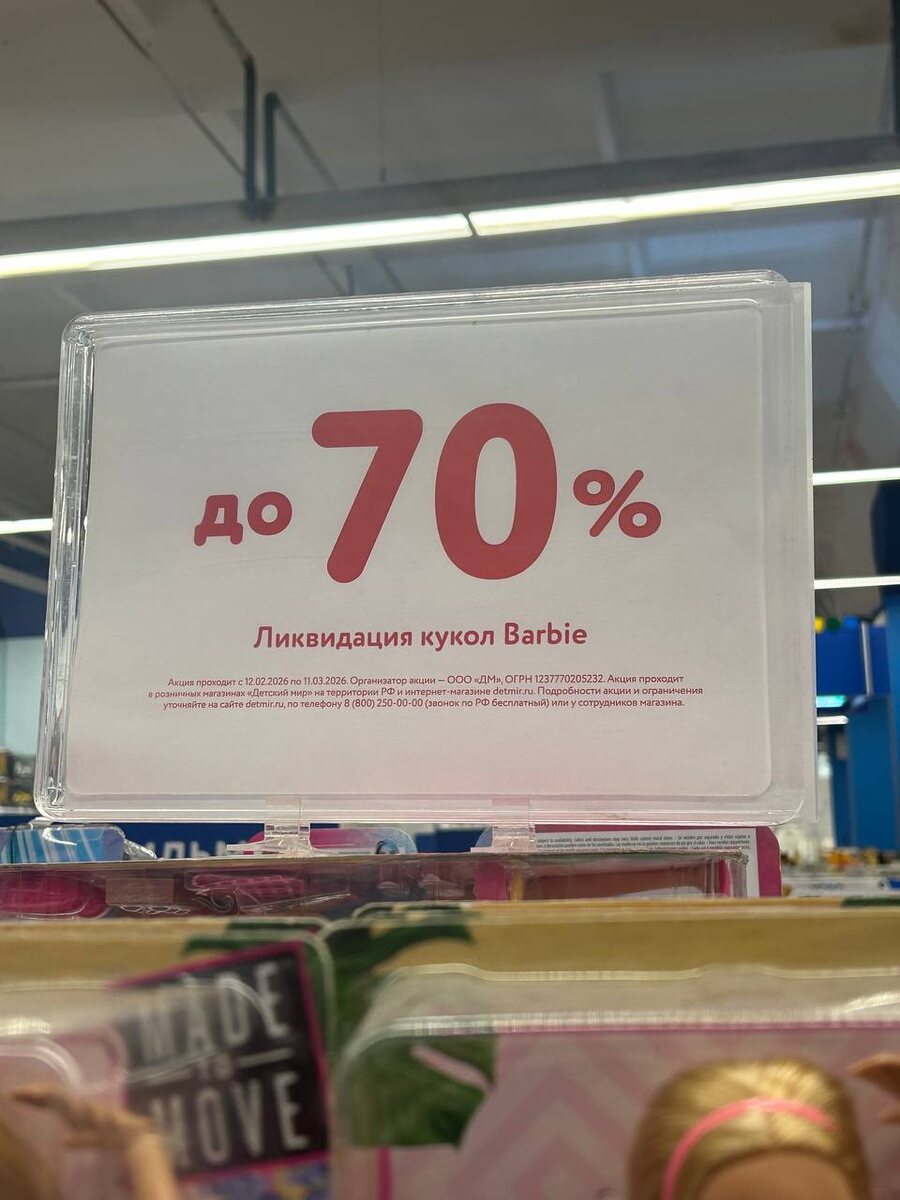 до 70 %
Ликвидация кукол Barbie
Акция проходит с 12.02.2026 по 11.03.2026. Организатор акции — ООО «ДМ», ОГРН 1237770205232. Акция проходит
в розничных магазинах «Детский мир» на территории РФ и интернет-магазине detmir.ru. Подробности акции и ограничения
уточняйте на сайте detmir.ru, по телефону 8 (800) 250-00-00 (звонок по РФ бесплатный) или у сотрудников магазина.
MADE
TO
MOVE